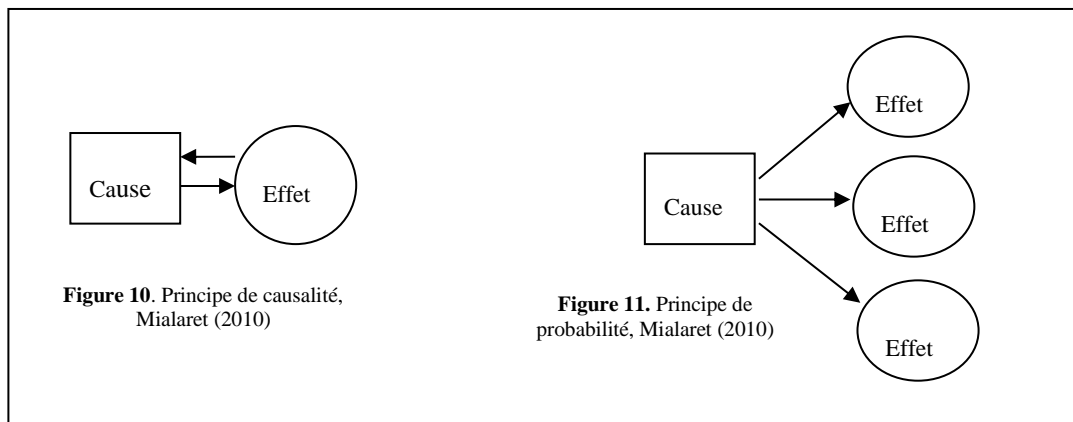 Cause
Effet
Figure 10. Principe de causalité,
Mialaret (2010)
Effet
Cause
Effet
Effet
Figure 11. Principe de
probabilité, Mialaret (2010)